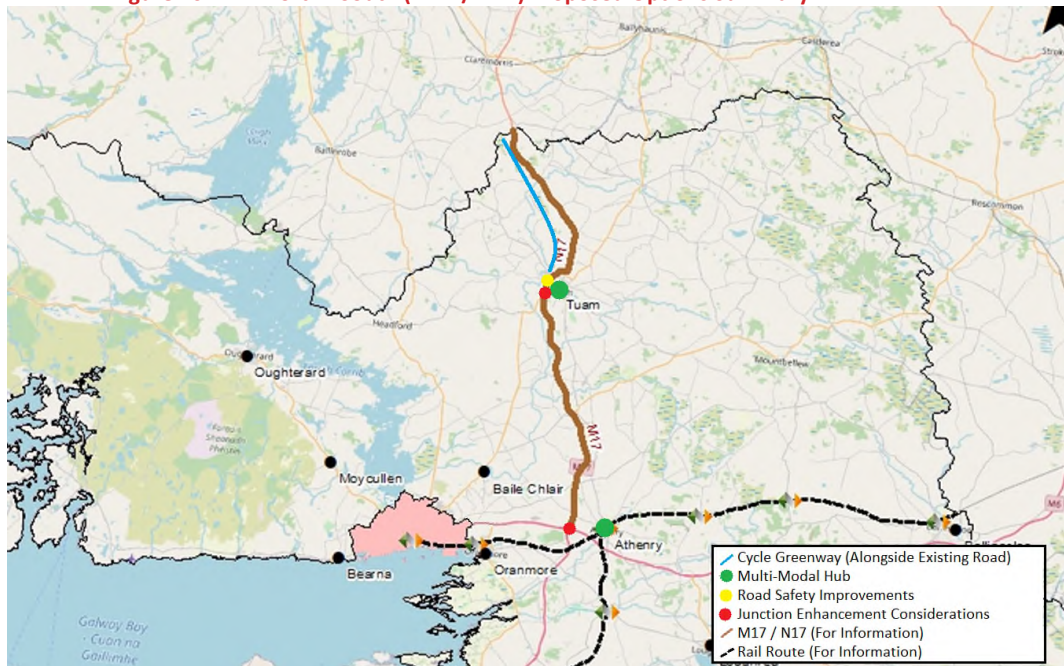 Ballyhaunis
Claremorris
Castlerea
Ballinrobe
Roscommon
N17
Tuam
Headford
Oughterard
Mountbellew
M17
Moycullen
Baile Chlair
M6
Athenry
Oranmore
Bearna
Galway Bay
- Cuan na
Gaillimhe
Cycle Greenway (Alongside Existing Road)
Multi-Modal Hub
Road Safety Improvements
Junction Enhancement Considerations
M17 / N17 (For Information)
Rail Route (For Information)